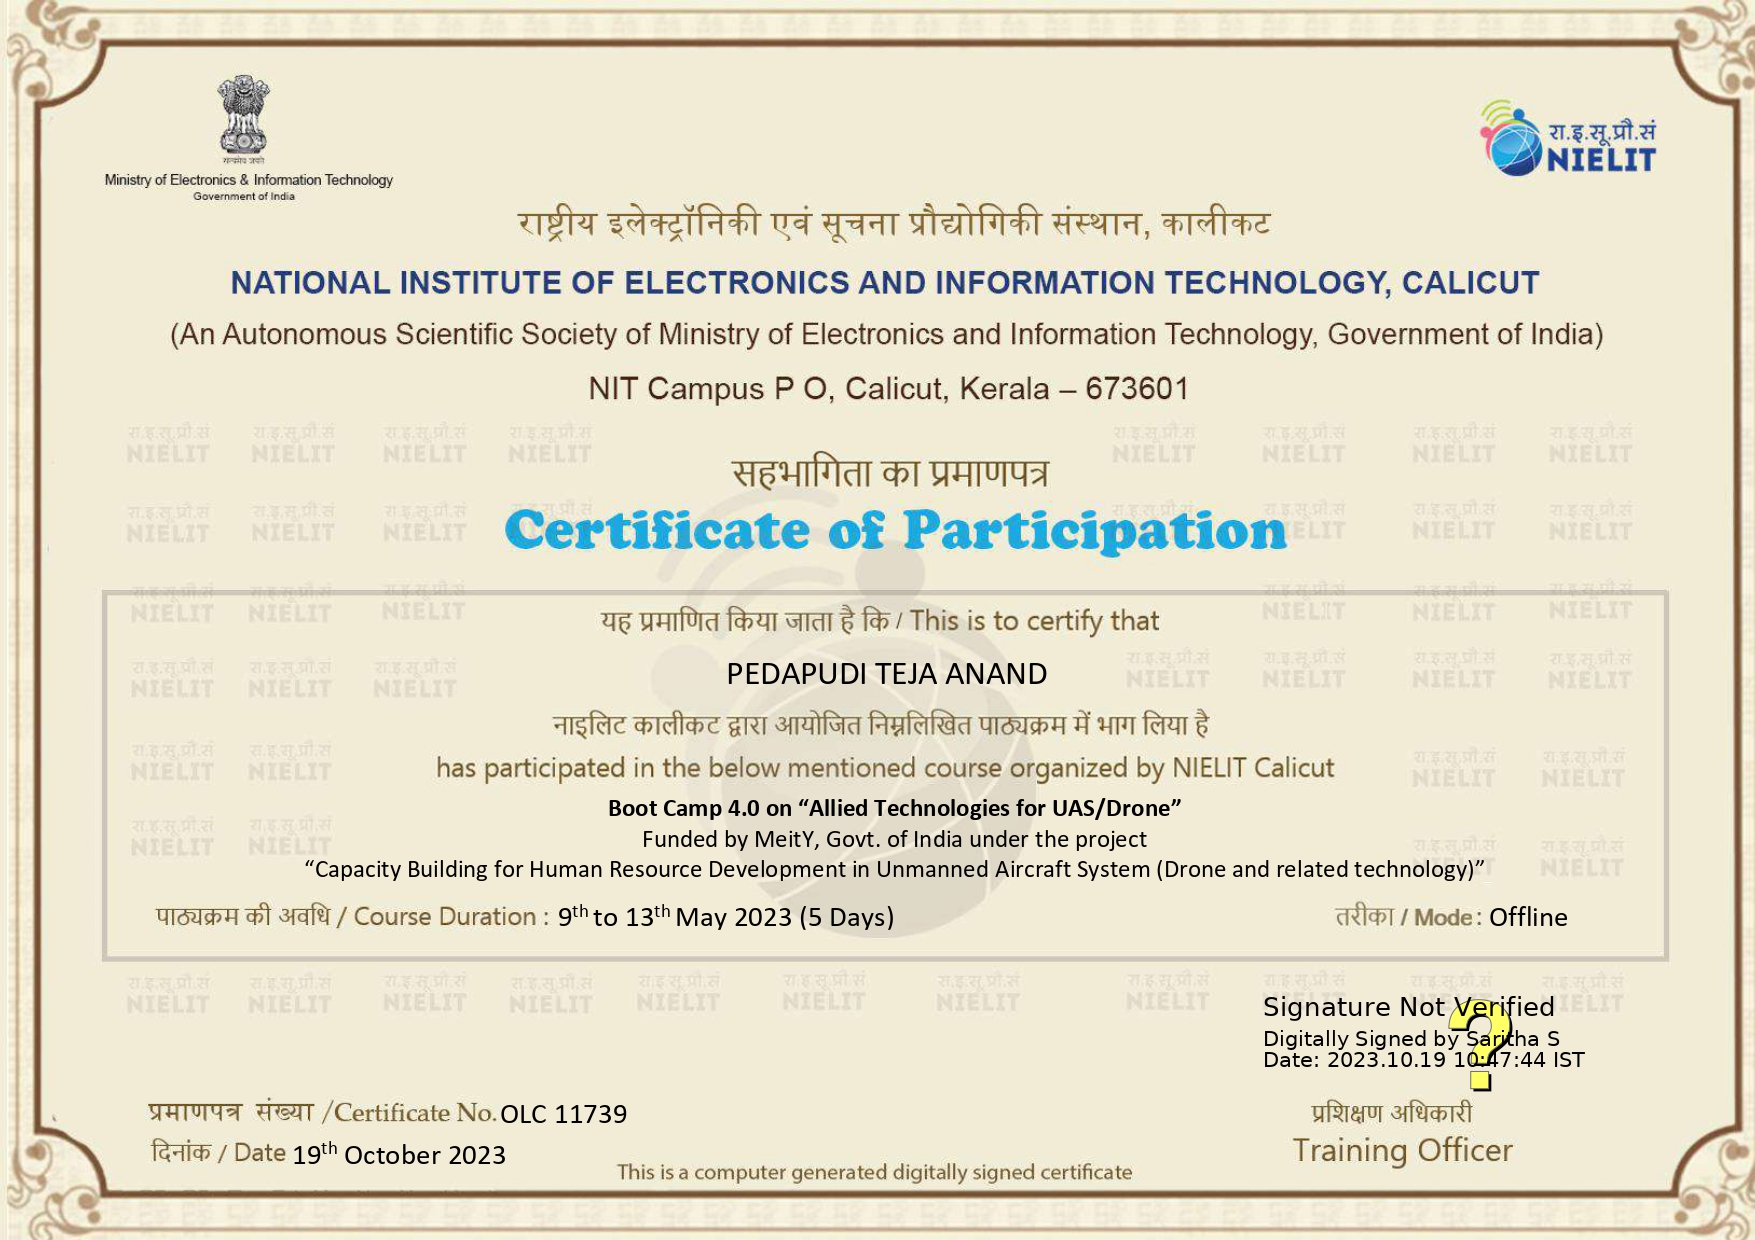 सत्यमेव जयते
Ministry of Electronics & Information Technology
Government of India
रा.इ.सू.प्रौ.सं
NIELIT
राष्ट्रीय इलेक्ट्रॉनिकी एवं सूचना प्रौद्योगिकी संस्थान, कालीकट
NATIONAL INSTITUTE OF ELECTRONICS AND INFORMATION TECHNOLOGY, CALICUT
(An Autonomous Scientific Society of Ministry of Electronics and Information Technology, Government of India)
NIT Campus P O, Calicut, Kerala – 673601
सहभागिता का प्रमाणपत्र
Certificate of Participation
यह प्रमाणित किया जाता है कि / This is to certify that
PEDAPUDI TEJA ANAND
नाइलिट कालीकट द्वारा आयोजित निम्नलिखित पाठ्यक्रम में भाग लिया है
has participated in the below mentioned course organized by NIELIT Calicut
Boot Camp 4.0 on “Allied Technologies for UAS/Drone”
Funded by MeitY, Govt. of India under the project
“Capacity Building for Human Resource Development in Unmanned Aircraft System (Drone and related technology)”
पाठ्यक्रम की अवधि / Course Duration : 9th to 13th May 2023 (5 Days) तरीका / Mode : Offline
Signature Not Verified
Digitally Signed by Saritha S
Date: 2023.10.19 10:47:44 IST
प्रमाणपत्र संख्या /Certificate No. OLC 11739
प्रशिक्षण अधिकारी
दिनांक / Date 19th October 2023
Training Officer
This is a computer generated digitally signed certificate